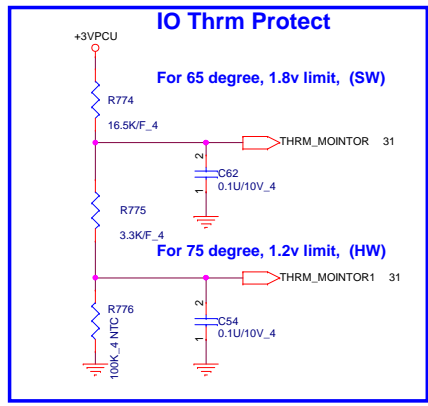 IO Thrm Protect
+3VPCU
For 65 degree, 1.8v limit, (SW)
R774
16.5K/F_4
THRM_MOINTOR 31
2
C62
1
0.1U/10V_4
R775
3.3K/F_4
For 75 degree, 1.2v limit, (HW)
THRM_MOINTOR1 31
R776
100K_4 NTC
2
C54
1
0.1U/10V_4